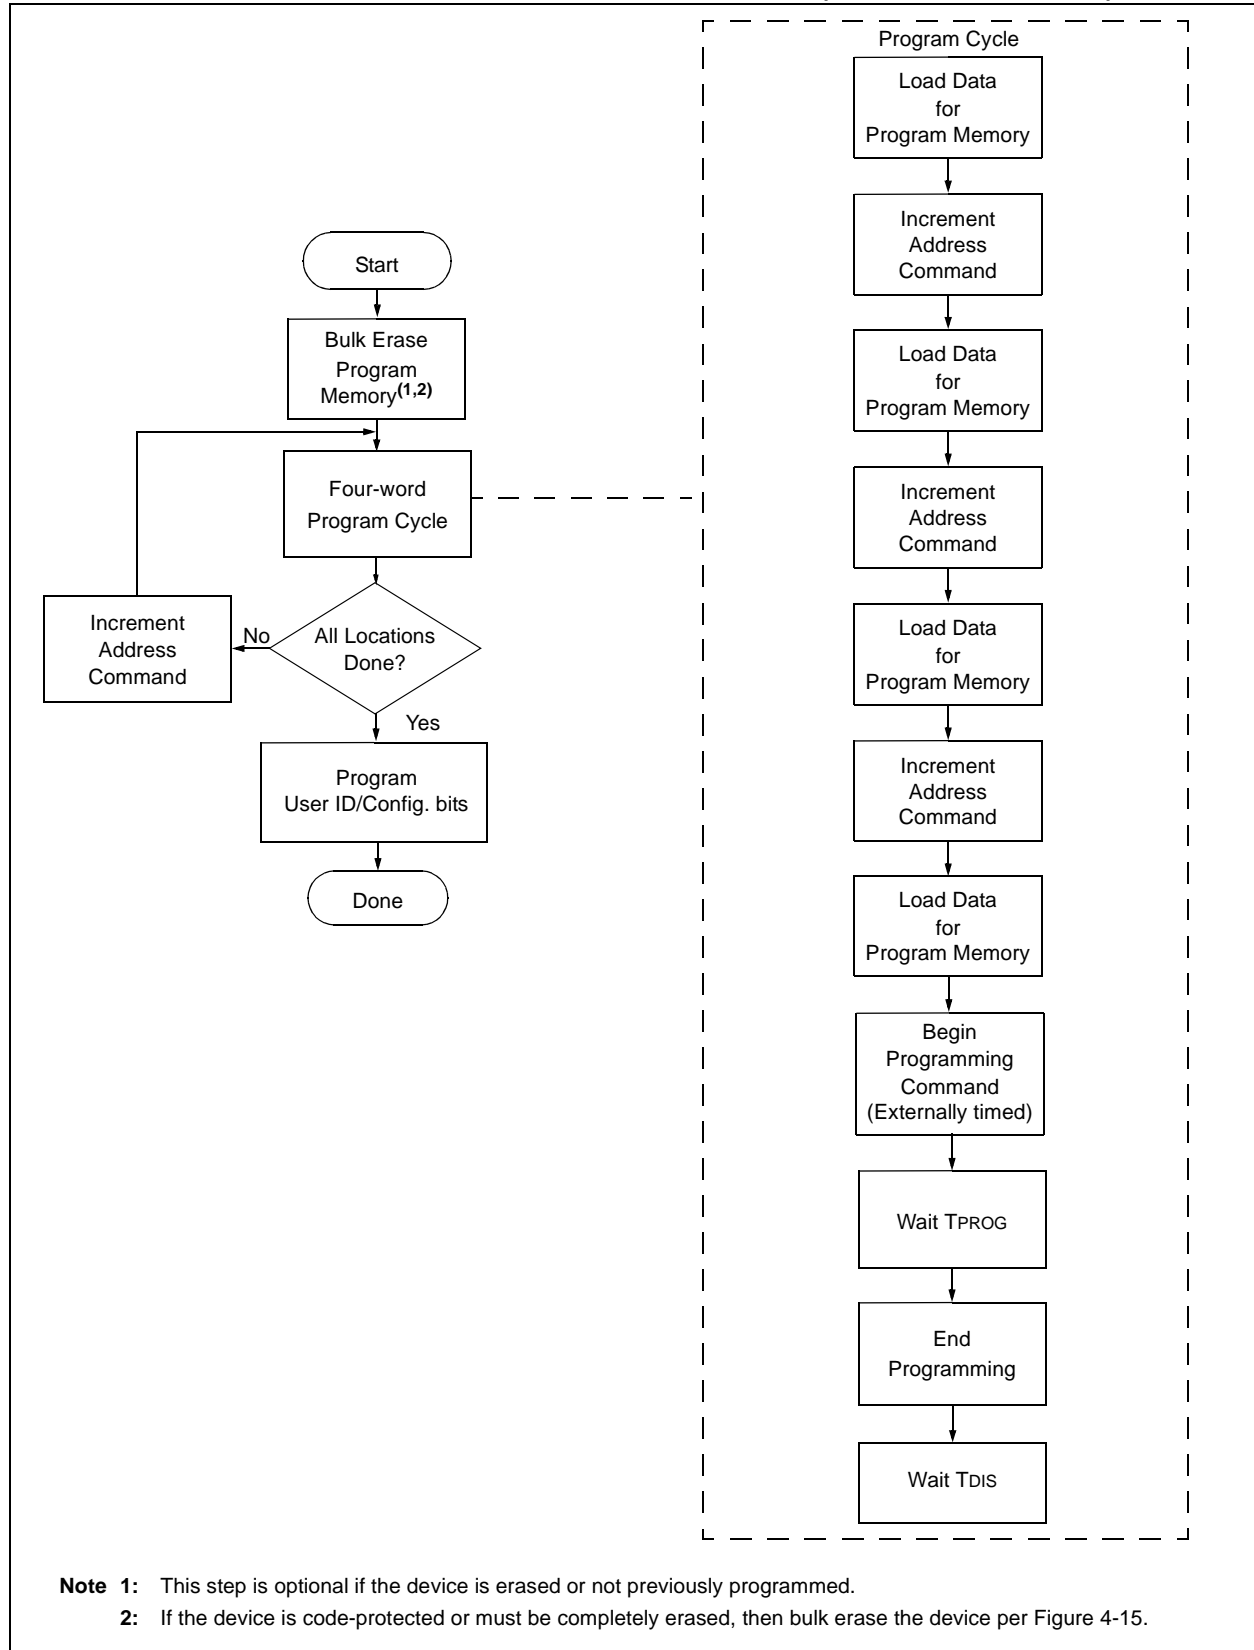 Start
Bulk Erase
Program
Memory(1,2)
Four-word
Program Cycle
All Locations
Done?
No
Increment
Address
Command
Yes
Program
User ID/Config. bits
Done
Program Cycle
Load Data
for
Program Memory
Increment
Address
Command
Load Data
for
Program Memory
Increment
Address
Command
Load Data
for
Program Memory
Increment
Address
Command
Load Data
for
Program Memory
Begin
Programming
Command
(Externally timed)
Wait TPROG
End
Programming
Wait TDIS
Note 1: This step is optional if the device is erased or not previously programmed.
2: If the device is code-protected or must be completely erased, then bulk erase the device per Figure 4-15.